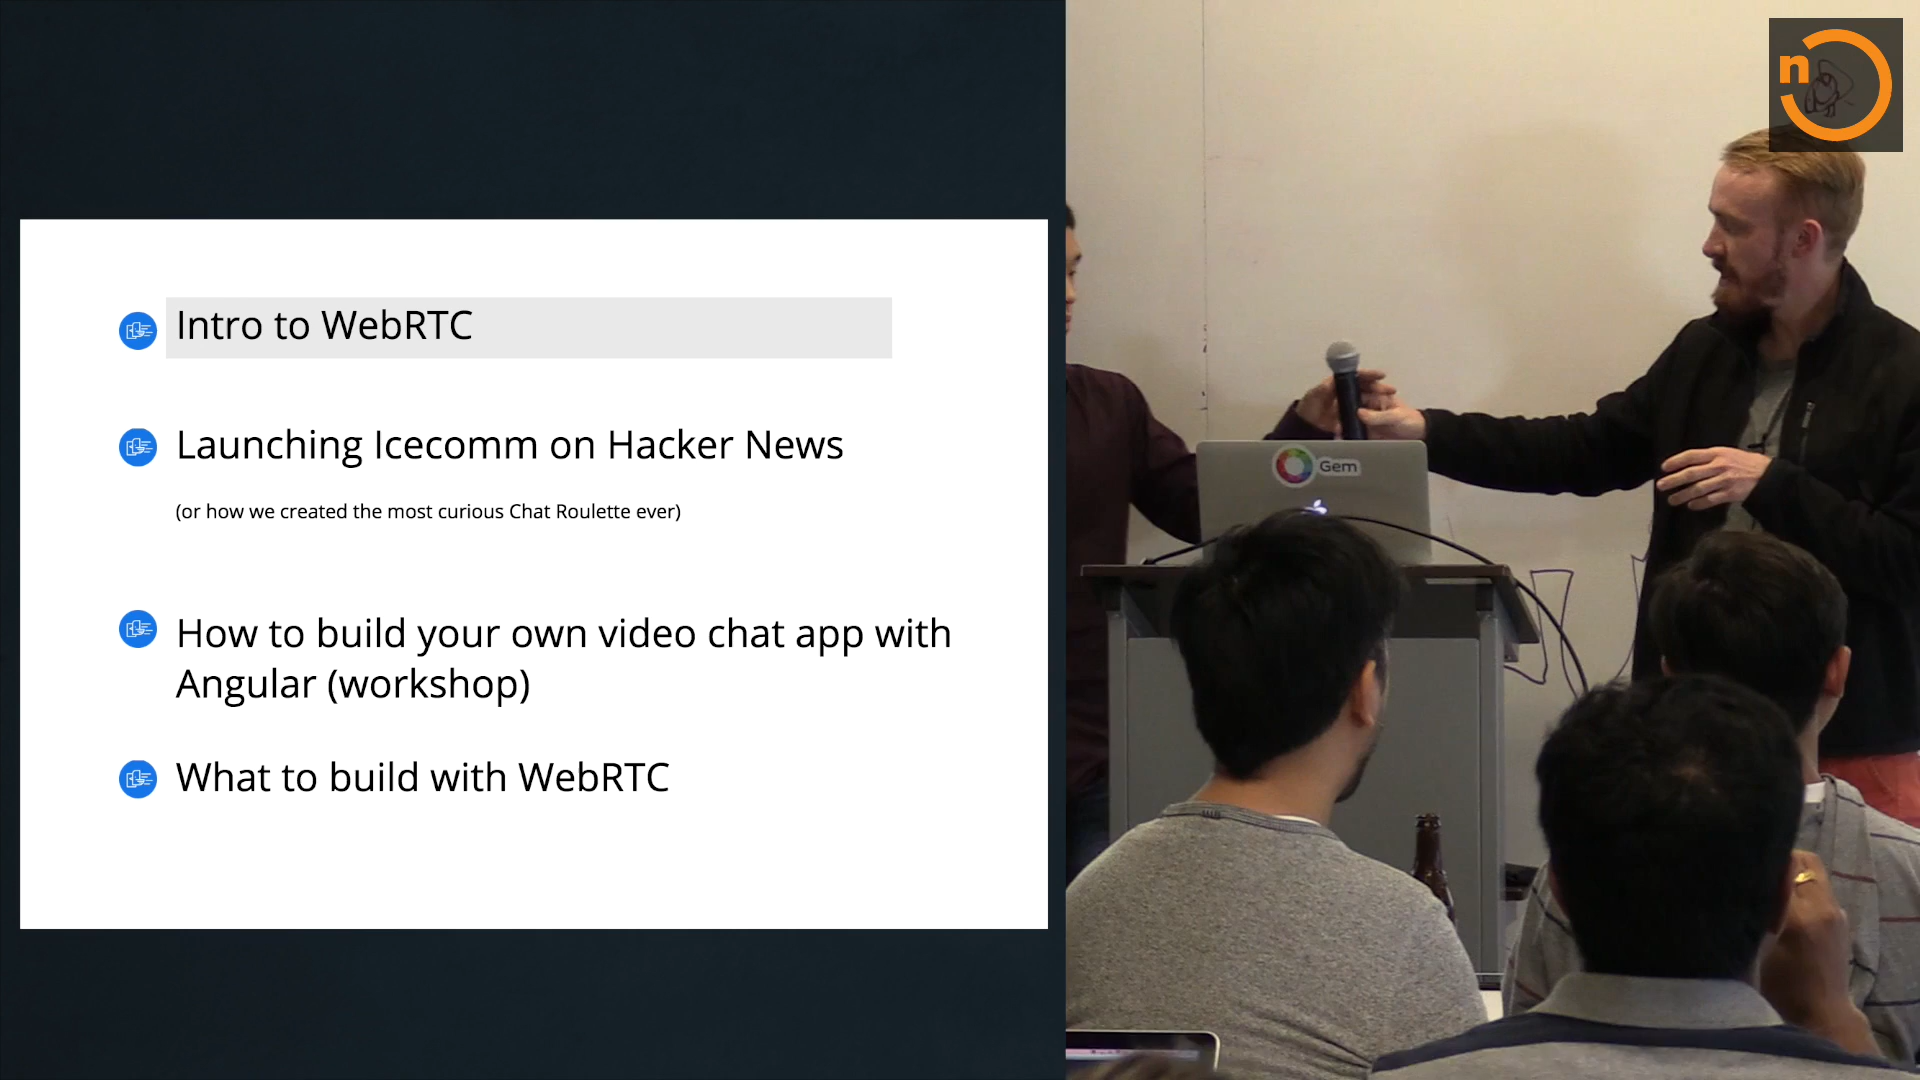 Intro to WebRTC
Launching Icecomm on Hacker News
(or how we created the most curious Chat Roulette ever)
How to build your own video chat app with
Angular (workshop)
What to build with WebRTC
n
Gem